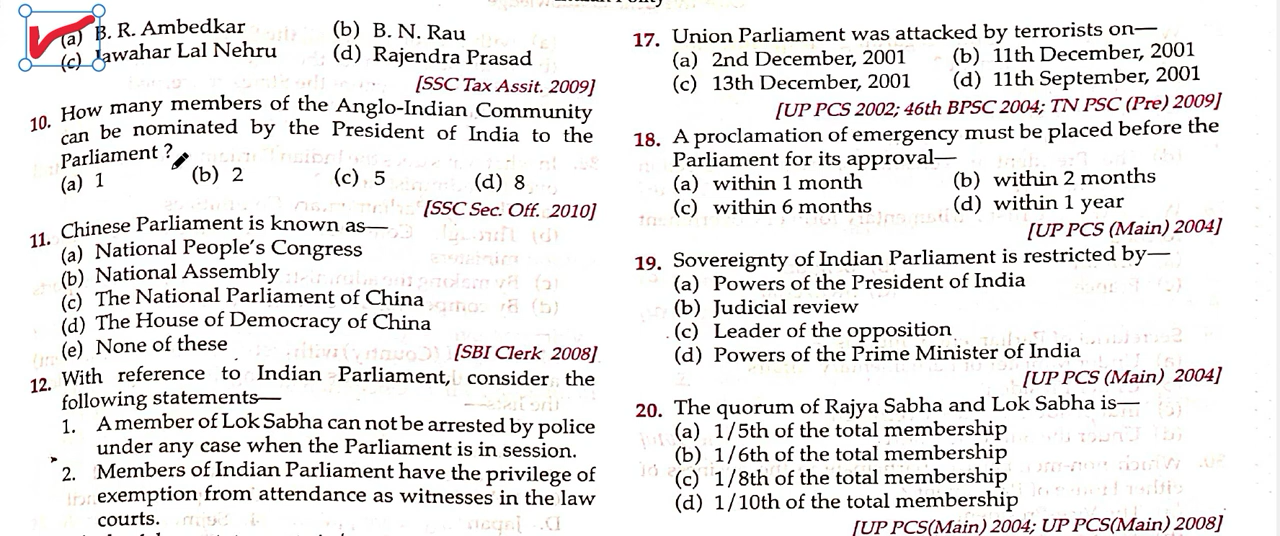 (a) B. R. Ambedkar (b) B. N. Rau
(c) Jawahar Lal Nehru (d) Rajendra Prasad
[SSC Tax Assit. 2009]
10. How many members of the Anglo-Indian Community
can be nominated by the President of India to the
Parliament ?
(a) 1 (b) 2 (c) 5 (d) 8
[SSC Sec. Off. 2010]
11. Chinese Parliament is known as—
(a) National People's Congress
(b) National Assembly
(c) The National Parliament of China
(d) The House of Democracy of China
(e) None of these
[SBI Clerk 2008]
12. With reference to Indian Parliament, consider the
following statements—
1. A member of Lok Sabha can not be arrested by police
under any case when the Parliament is in session.
2. Members of Indian Parliament have the privilege of
exemption from attendance as witnesses in the law
courts.
17. Union Parliament was attacked by terrorists on—
(a) 2nd December, 2001 (b) 11th December, 2001
(c) 13th December, 2001 (d) 11th September, 2001
[UP PCS 2002; 46th BPSC 2004; TN PSC (Pre) 2009]
18. A proclamation of emergency must be placed before the
Parliament for its approval—
(a) within 1 month (b) within 2 months
(c) within 6 months (d) within 1 year
[UP PCS (Main) 2004]
19. Sovereignty of Indian Parliament is restricted by—
(a) Powers of the President of India
(b) Judicial review
(c) Leader of the opposition
(d) Powers of the Prime Minister of India
[UP PCS (Main) 2004]
20. The quorum of Rajya Sabha and Lok Sabha is—
(a) 1/5th of the total membership
(b) 1/6th of the total membership
(c) 1/8th of the total membership
(d) 1/10th of the total membership
[UP PCS(Main) 2004; UP PCS(Main) 2008]